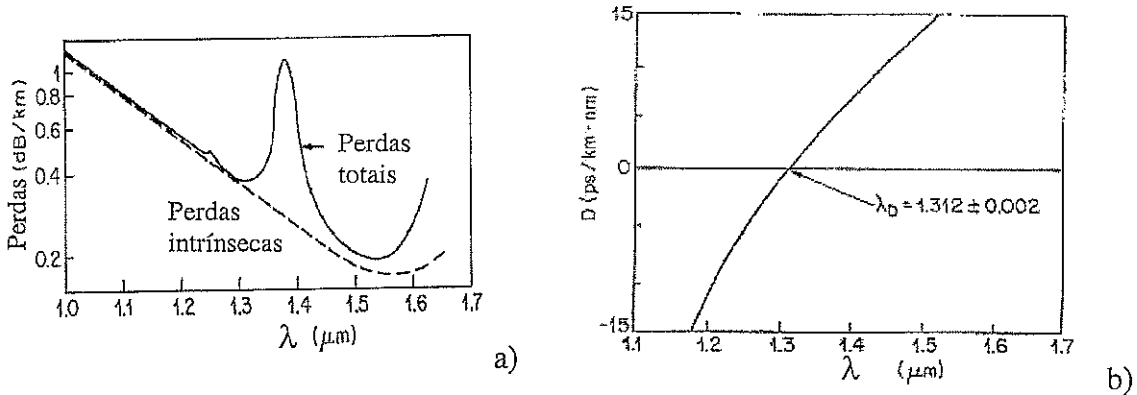 Perdas (dB/km)
1
0.8
0.6
0.4
0.2
Perdas
totais
Perdas
intrínsecas
1.0 1.1 1.2 1.3 1.4 1.5 1.6 1.7
λ (μm)
a)
D (ps/km·nm)
15
0
-15
λD = 1.312 ± 0.002
1.1 1.2 1.3 1.4 1.5 1.6 1.7
λ (μm)
b)